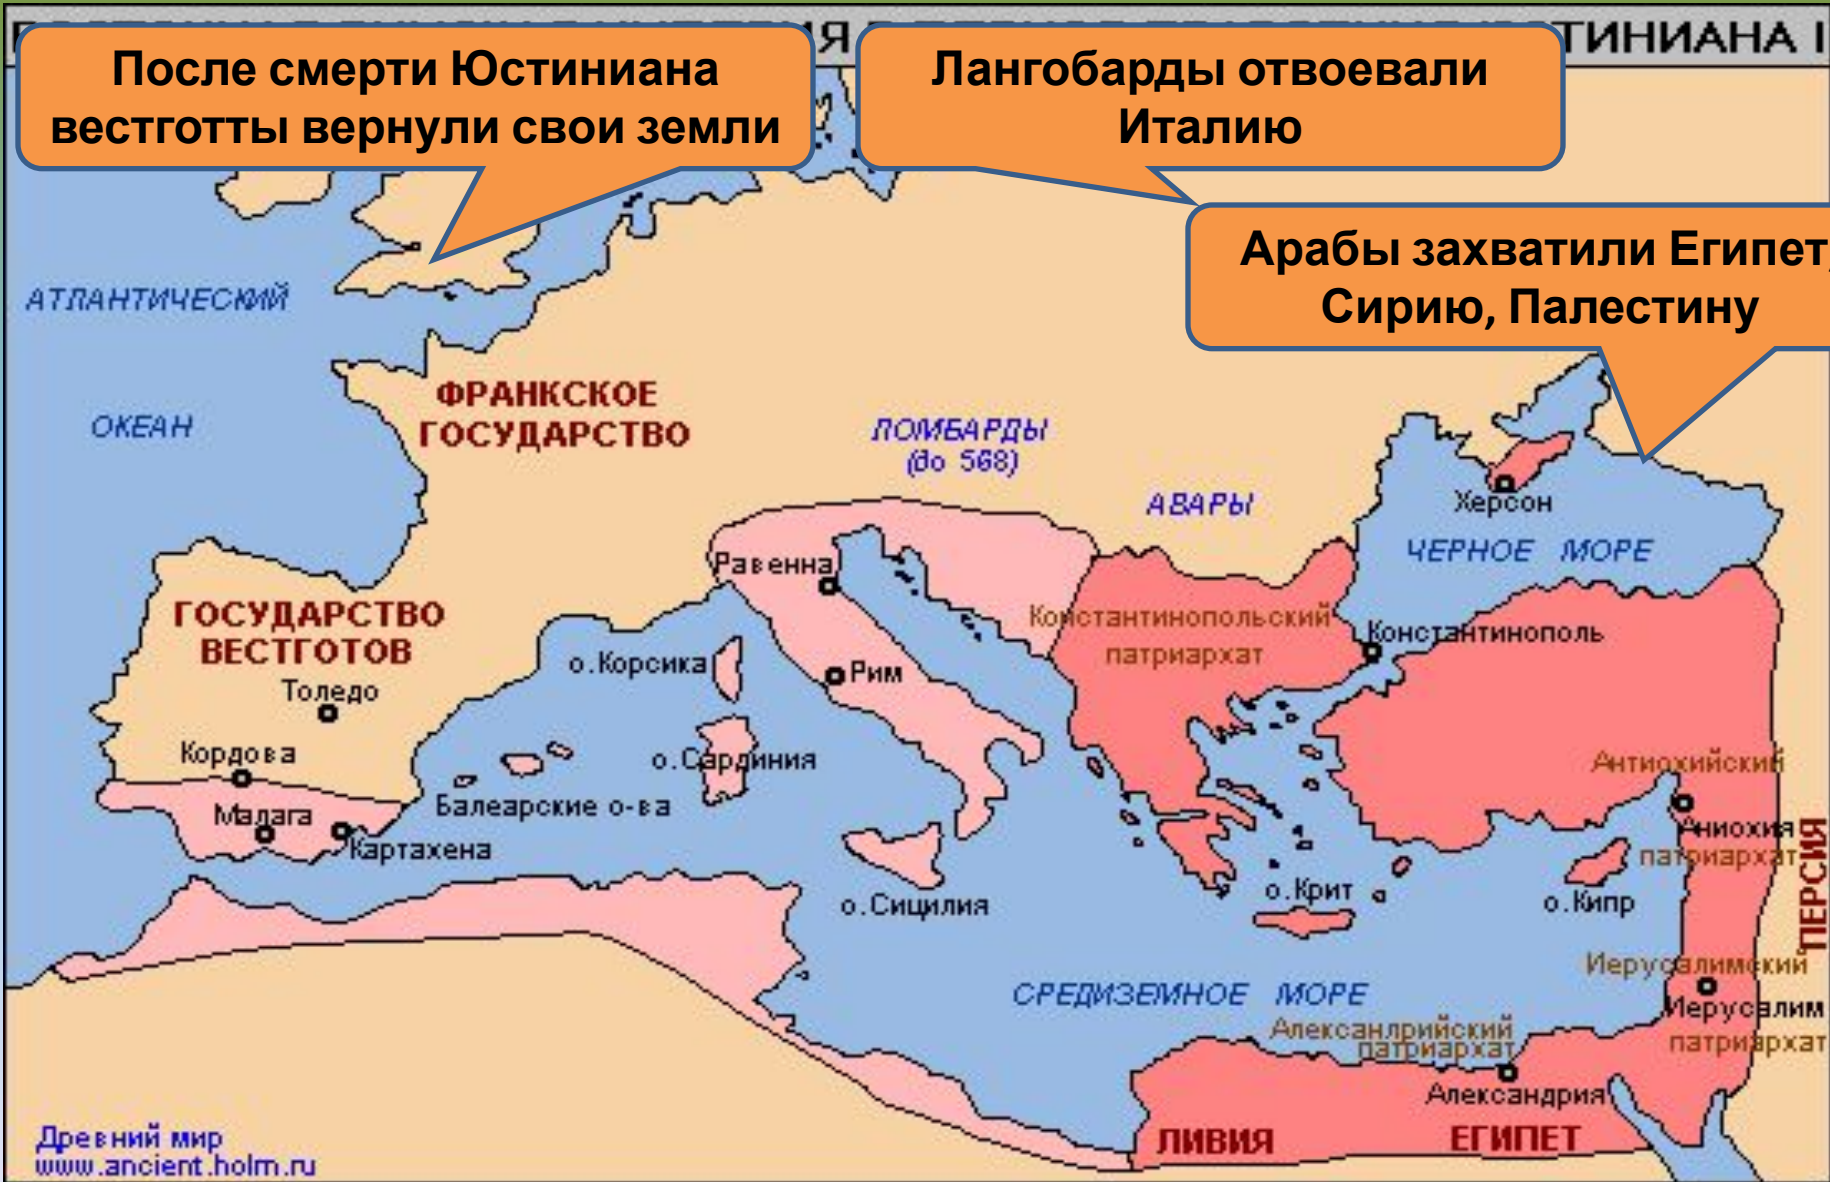 Я
ТИНИАНА I
После смерти Юстиниана
вестготты вернули свои земли
Лангобарды отвоевали
Италию
Арабы захватили Египет,
Сирию, Палестину
АТЛАНТИЧЕСКИЙ
ОКЕАН
ФРАНКСКОЕ
ГОСУДАРСТВО
ЛОМБАРДЫ
(до 568)
АВАРЫ
Херсон
ЧЕРНОЕ МОРЕ
Равенна
ГОСУДАРСТВО
ВЕСТГОТОВ
Толедо
Константинопольский
патриархат
Константинополь
о.Корсика
Рим
Кордова
о.Сардиния
Балеарские о-ва
Малага
Картахена
Антиохийский
Аниохия
патриархат
ПЕРСИЯ
о.Сицилия
о.Крит
о.Кипр
СРЕДИЗЕМНОЕ МОРЕ
Иерусалимский
Иерусалим
патриархат
Алексанлрийский
патриархат
Александрия
ЛИВИЯ
ЕГИПЕТ
Древний мир
www.ancient.holm.ru